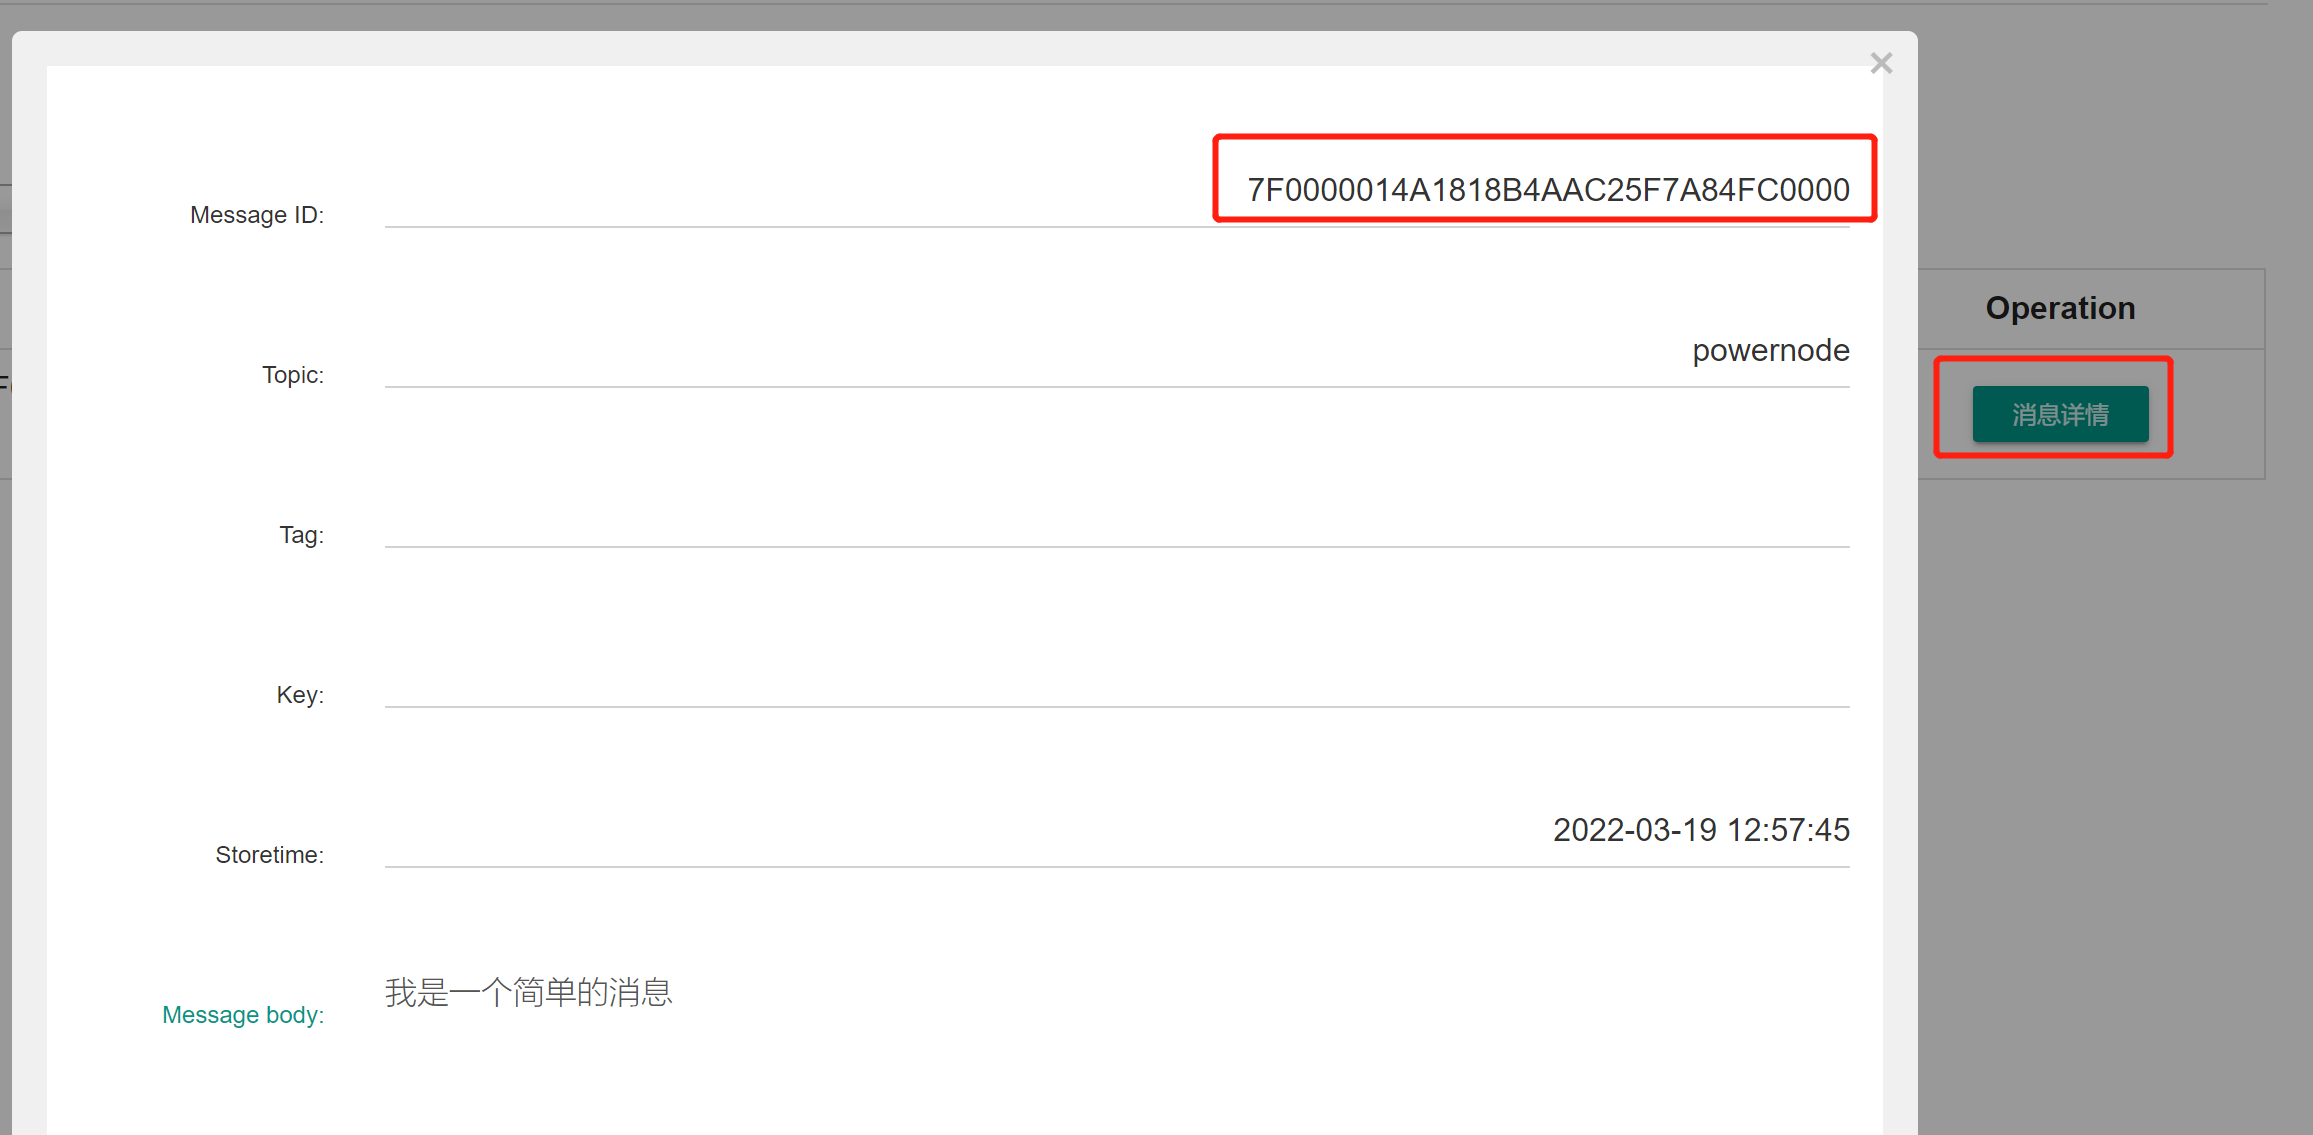 ×
Message ID:
7F0000014A1818B4AAC25F7A84FC0000
Topic:
powernode
Tag:
Key:
Storetime:
2022-03-19 12:57:45
Message body:
我是一个简单的消息
Operation
消息详情